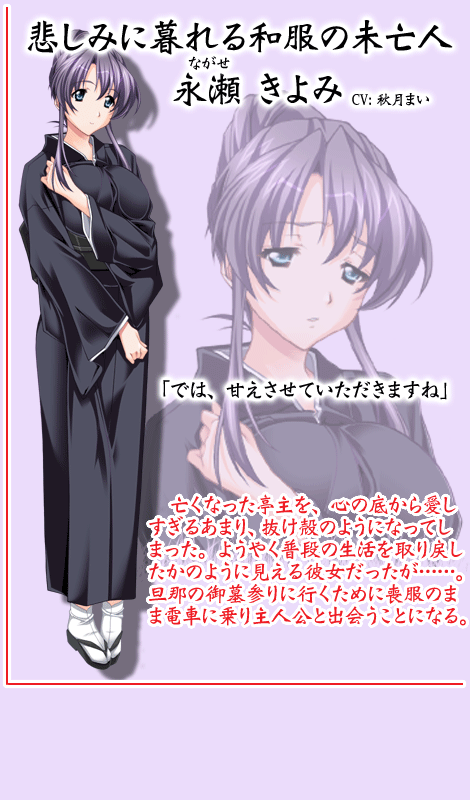 悲しみに暮れる和服の未亡人
ながせ
永瀬 きよみ CV: 秋月まい
「では、甘えさせていただきますね」
亡くなった亭主を、心の底から愛し
すぎるあまり、抜け殻のようになってし
まった。ようやく普段の生活を取り戻し
たかのように見える彼女だったが……。
旦那の御墓参りに行くために喪服のま
ま電車に乗り主人公と出会うことになる。